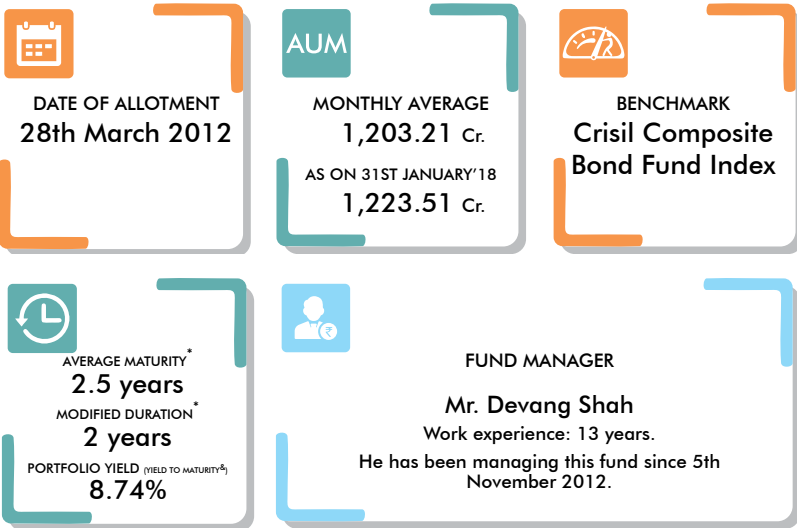 DATE OF ALLOTMENT
28th March 2012
AUM
MONTHLY AVERAGE
1,203.21 Cr.
AS ON 31ST JANUARY'18
1,223.51 Cr.
BENCHMARK
Crisil Composite
Bond Fund Index
AVERAGE MATURITY*
2.5 years
MODIFIED DURATION*
2 years
PORTFOLIO YIELD (YIELD TO MATURITY&)
8.74%
₹
FUND MANAGER
Mr. Devang Shah
Work experience: 13 years.
He has been managing this fund since 5th
November 2012.